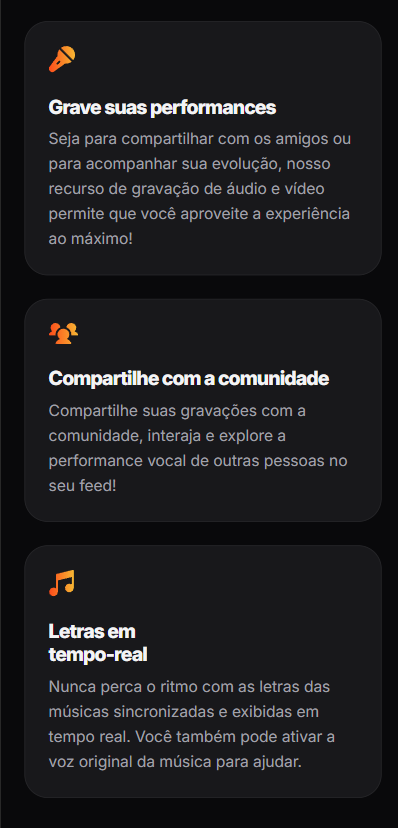 Grave suas performances
Seja para compartilhar com os amigos ou
para acompanhar sua evolução, nosso
recurso de gravação de áudio e vídeo
permite que você aproveite a experiência
ao máximo!
Compartilhe com a comunidade
Compartilhe suas gravações com a
comunidade, interaja e explore a
performance vocal de outras pessoas no
seu feed!
Letras em
tempo-real
Nunca perca o ritmo com as letras das
músicas sincronizadas e exibidas em
tempo real. Você também pode ativar a
voz original da música para ajudar.